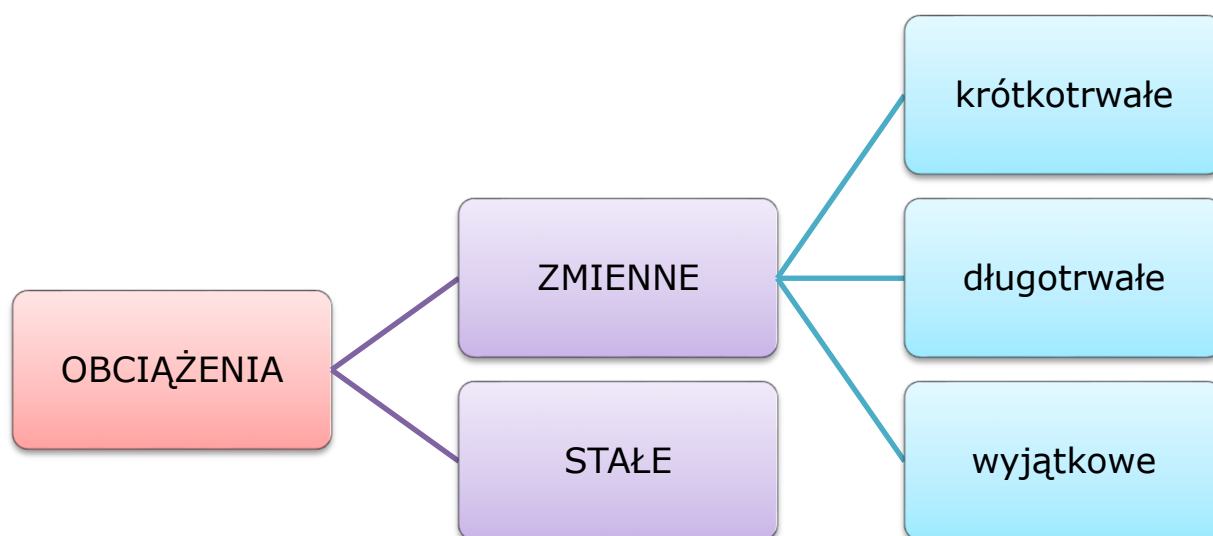 OBCIĄŻENIA
ZMIENNE
STAŁE
krótkotrwałe
długotrwałe
wyjątkowe